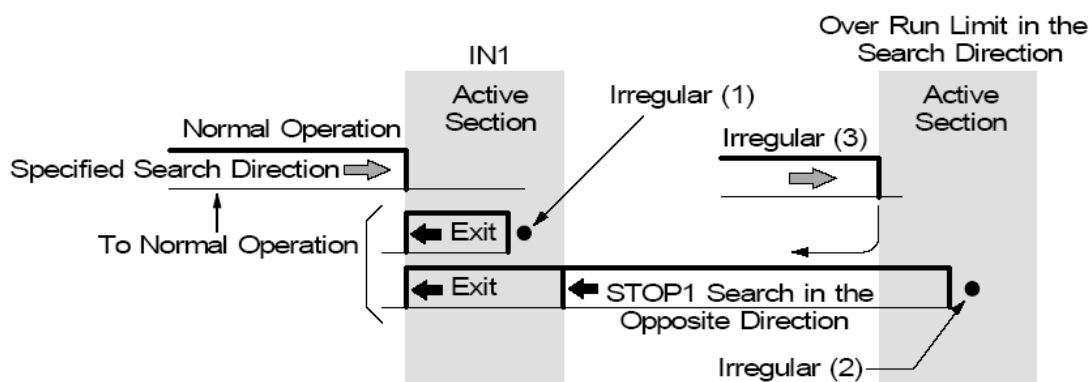 Over Run Limit in the
Search Direction
IN1
Active
Section
Irregular (1)
Active
Section
Normal Operation
Irregular (3)
Specified Search Direction
Exit
To Normal Operation
Exit
STOP1 Search in the
Opposite Direction
Irregular (2)